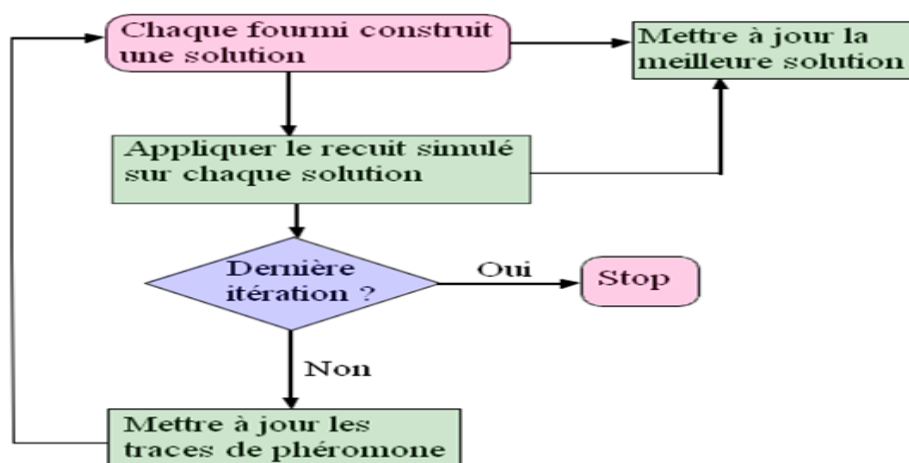 Chaque fourmi construit
une solution
Mettre à jour la
meilleure solution
Appliquer le recuit simulé
sur chaque solution
Dernière
itération ?
Oui
Stop
Non
Mettre à jour les
traces de phéromone